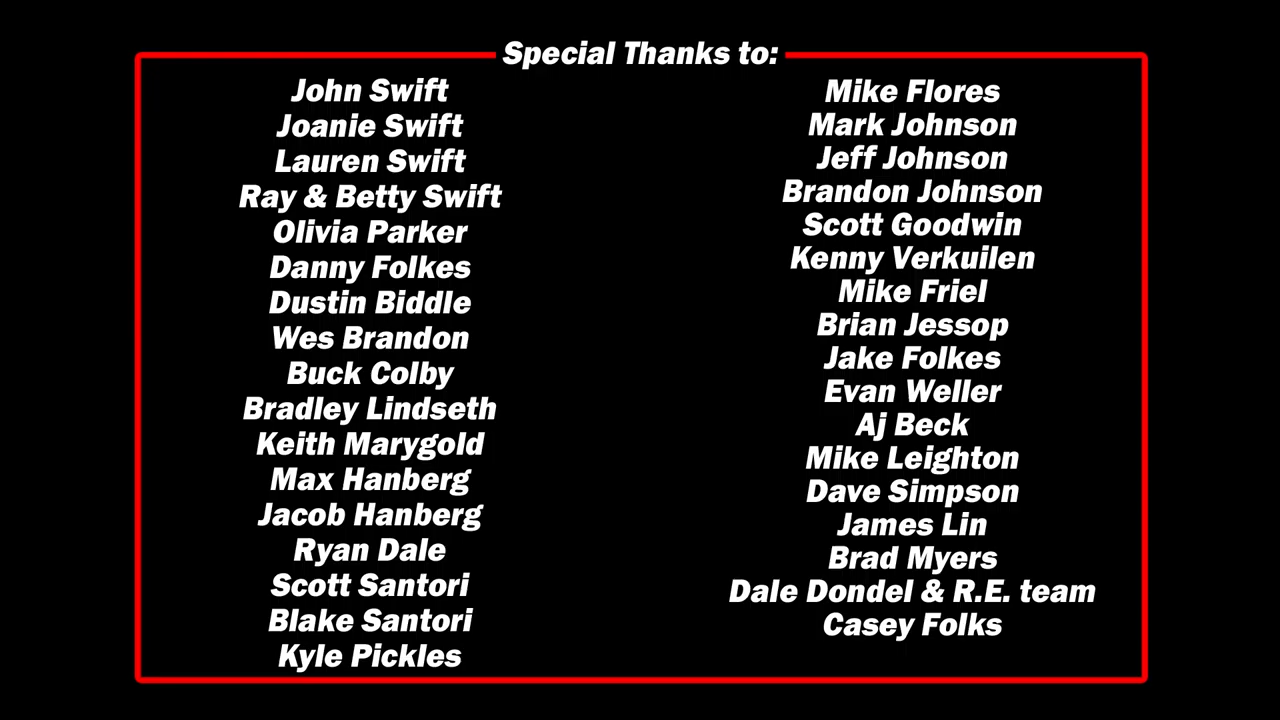 Special Thanks to:
John Swift
Joanie Swift
Lauren Swift
Ray & Betty Swift
Olivia Parker
Danny Folkes
Dustin Biddle
Wes Brandon
Buck Colby
Bradley Lindseth
Keith Marygold
Max Hanberg
Jacob Hanberg
Ryan Dale
Scott Santori
Blake Santori
Kyle Pickles
Mike Flores
Mark Johnson
Jeff Johnson
Brandon Johnson
Scott Goodwin
Kenny Verkuilen
Mike Friel
Brian Jessop
Jake Folkes
Evan Weller
Aj Beck
Mike Leighton
Dave Simpson
James Lin
Brad Myers
Dale Dondel & R.E. team
Casey Folks